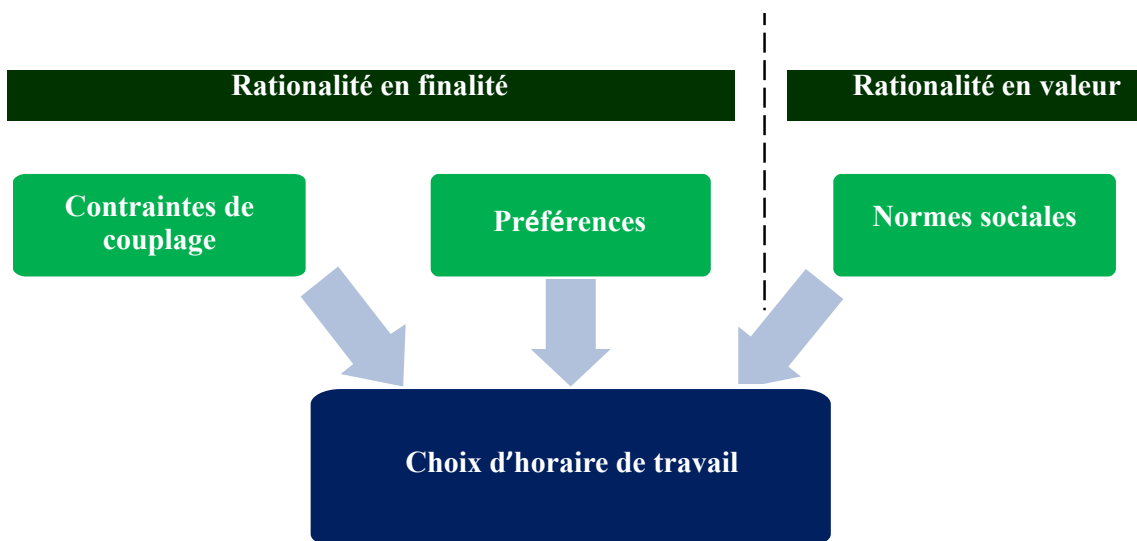 Rationalité en finalité
Rationalité en valeur
Contraintes de
couplage
Préférences
Normes sociales
Choix d'horaire de travail